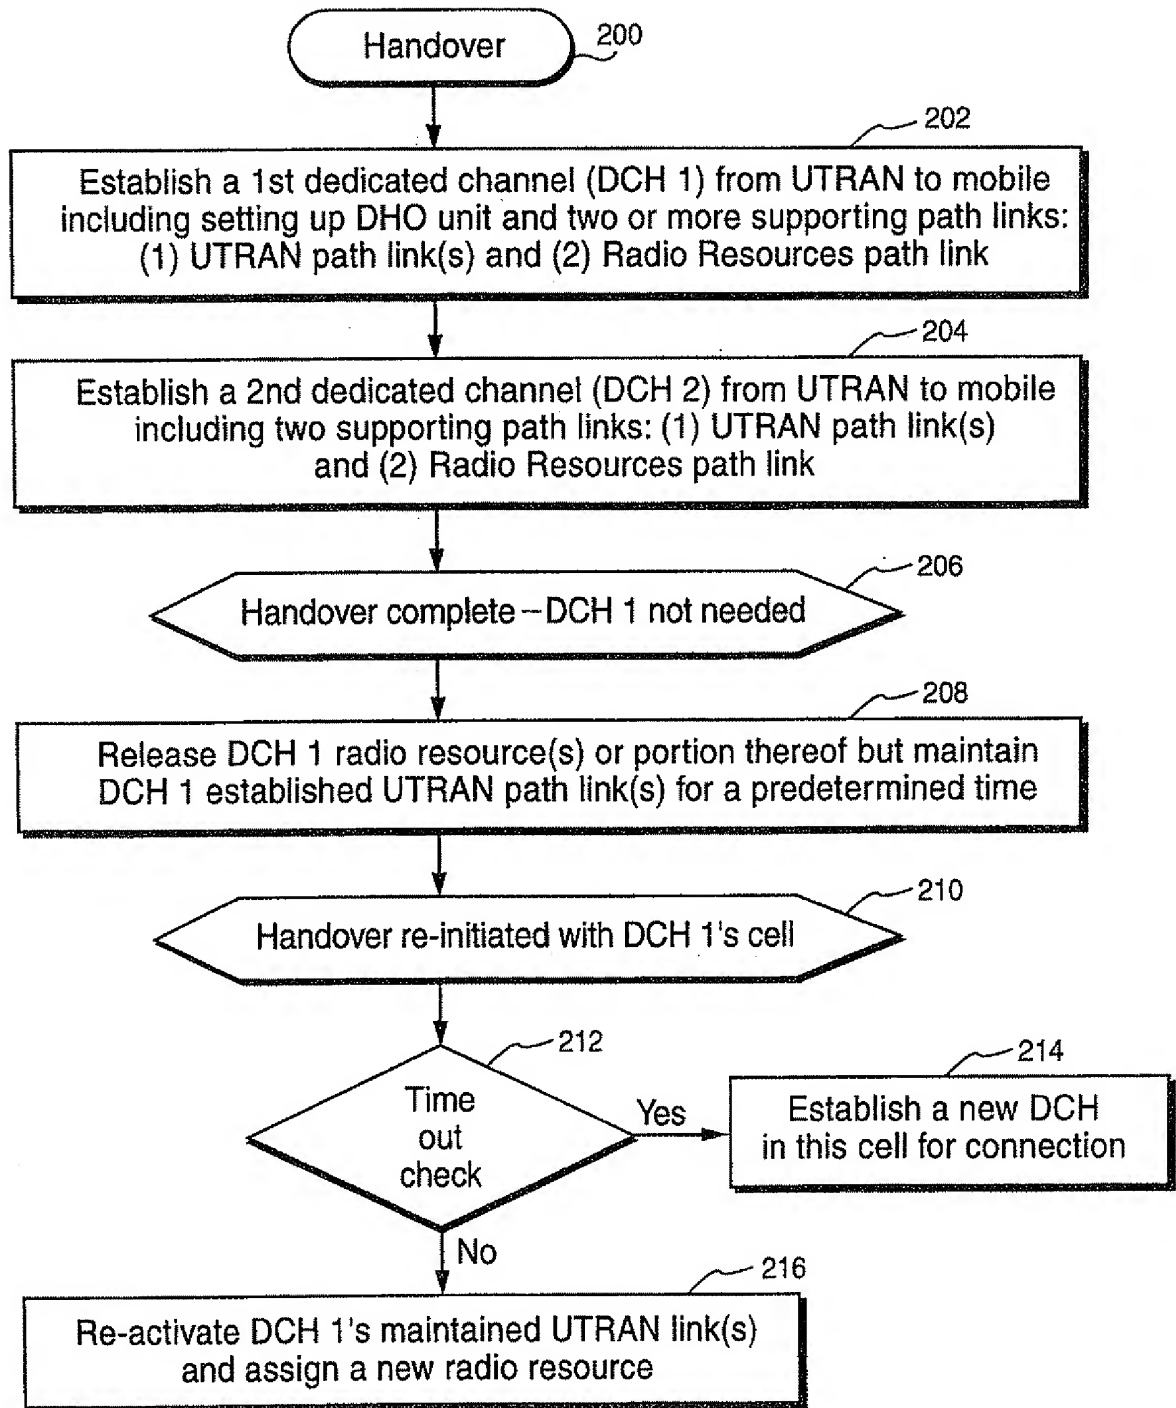 Handover
200
202
Establish a 1st dedicated channel (DCH 1) from UTRAN to mobile
including setting up DHO unit and two or more supporting path links:
(1) UTRAN path link(s) and (2) Radio Resources path link
204
Establish a 2nd dedicated channel (DCH 2) from UTRAN to mobile
including two supporting path links: (1) UTRAN path link(s)
and (2) Radio Resources path link
206
Handover complete – DCH 1 not needed
208
Release DCH 1 radio resource(s) or portion thereof but maintain
DCH 1 established UTRAN path link(s) for a predetermined time
210
Handover re-initiated with DCH 1's cell
212
Time
out
check
Yes
214
Establish a new DCH
in this cell for connection
No
216
Re-activate DCH 1's maintained UTRAN link(s)
and assign a new radio resource